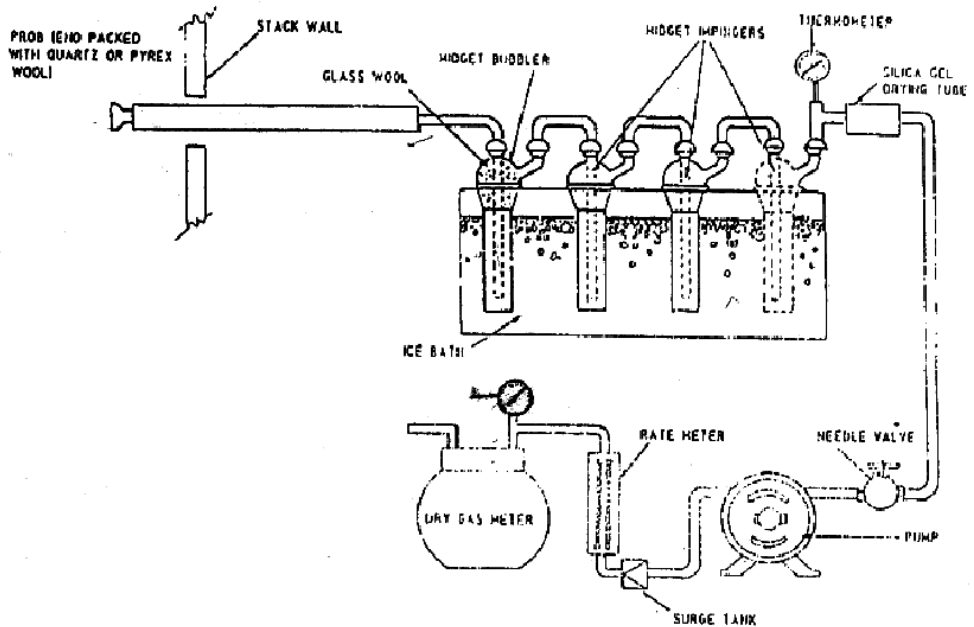 PROB (END PACKED
WITH QUARTZ OR PYREX
WOOL)
STACK WALL
GLASS WOOL
MIDGET BUBBLER
MIDGET IMPINGERS
THERMOMETER
SILICA GEL
DRYING TUBE
ICE BATH
RATE METER
NEEDLE VALVE
DRY GAS METER
PUMP
SURGE TANK